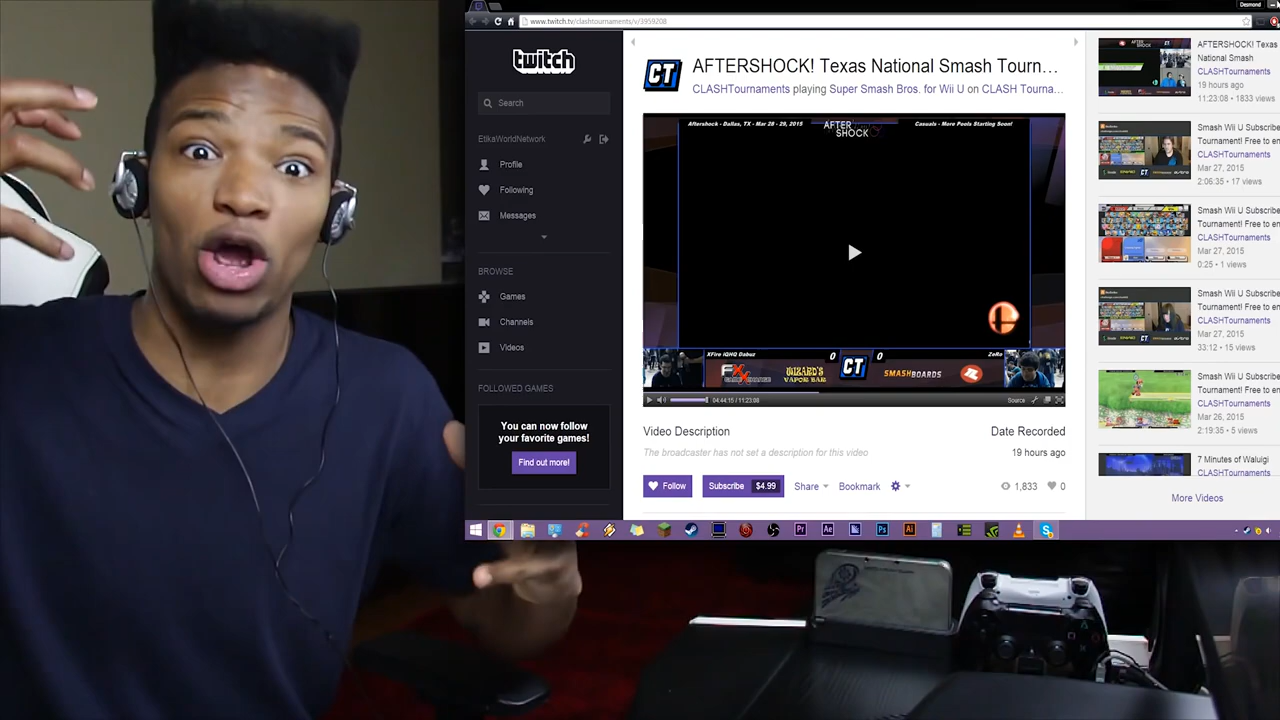 Desmond
www.twitch.tv/clashtournaments/v/3959208
twitch
Search
EtikaWorldNetwork
Profile
Following
Messages
BROWSE
Games
Channels
Videos
FOLLOWED GAMES
You can now follow
your favorite games!
Find out more!
CT
AFTERSHOCK! Texas National Smash Tourn…
CLASHTournaments playing Super Smash Bros. for Wii U on CLASH Tourna…
Aftershock - Dallas, TX - Mar 28 - 29, 2015
AFTER
SHOCK
Casuals - More Pools Starting Soon!
XFire IQHQ Dabuz
0
CT
0
ZeRo
WIZARD'S
VAPOR BAR
SMASHBOARDS
04:44:15 / 11:23:08
Source
Video Description
Date Recorded
The broadcaster has not set a description for this video
19 hours ago
Follow
Subscribe
$4.99
Share
Bookmark
1,833
0
AFTERSHOCK! Texas
National Smash
CLASHTournaments
19 hours ago
11:23:08 • 1833 views
Smash Wii U Subscribe
Tournament! Free to en
CLASHTournaments
Mar 27, 2015
2:06:35 • 17 views
Smash Wii U Subscribe
Tournament! Free to en
CLASHTournaments
Mar 27, 2015
0:25 • 1 views
Smash Wii U Subscribe
Tournament! Free to en
CLASHTournaments
Mar 27, 2015
33:12 • 15 views
Smash Wii U Subscribe
Tournament! Free to en
CLASHTournaments
Mar 26, 2015
2:19:35 • 5 views
7 Minutes of Waluigi
CLASHTournaments
More Videos
Pr
Ae
Ps
Ai